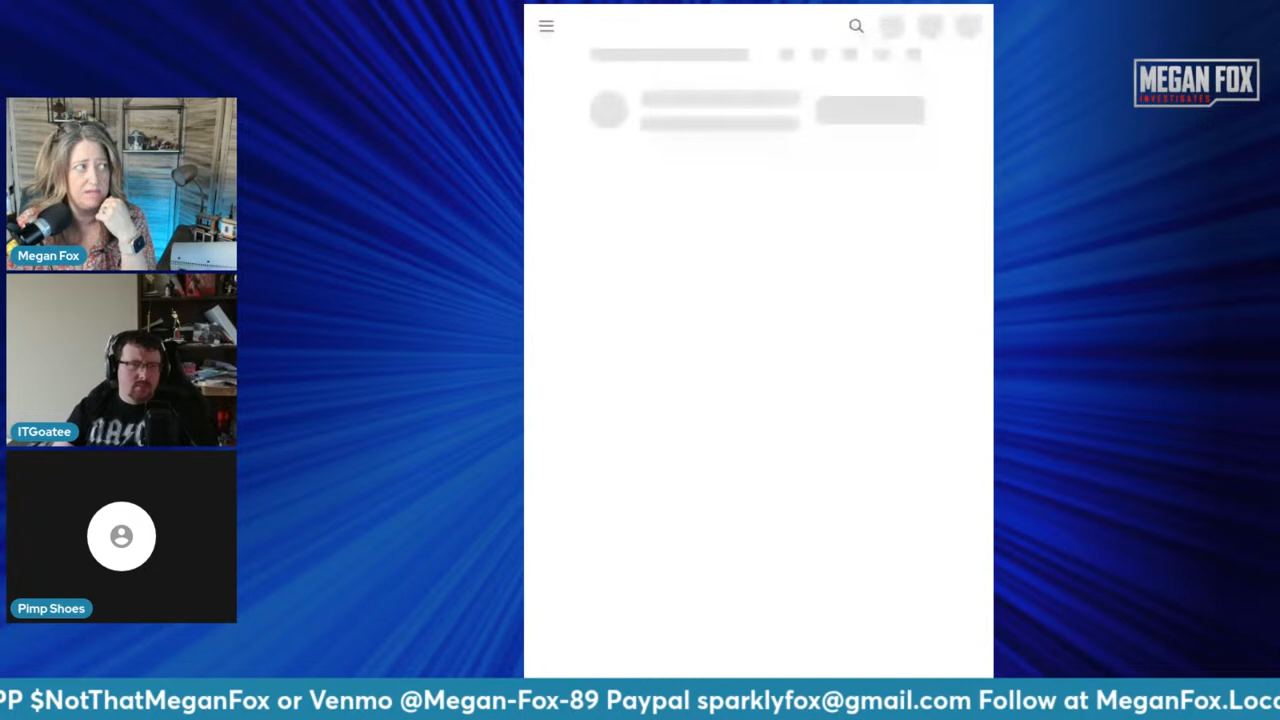 MEGAN FOX
INVESTIGATES
Megan Fox
ITGoatee
Pimp Shoes
PP $NotThatMeganFox or Venmo @Megan-Fox-89 Paypal sparklyfox@gmail.com Follow at MeganFox.Loc